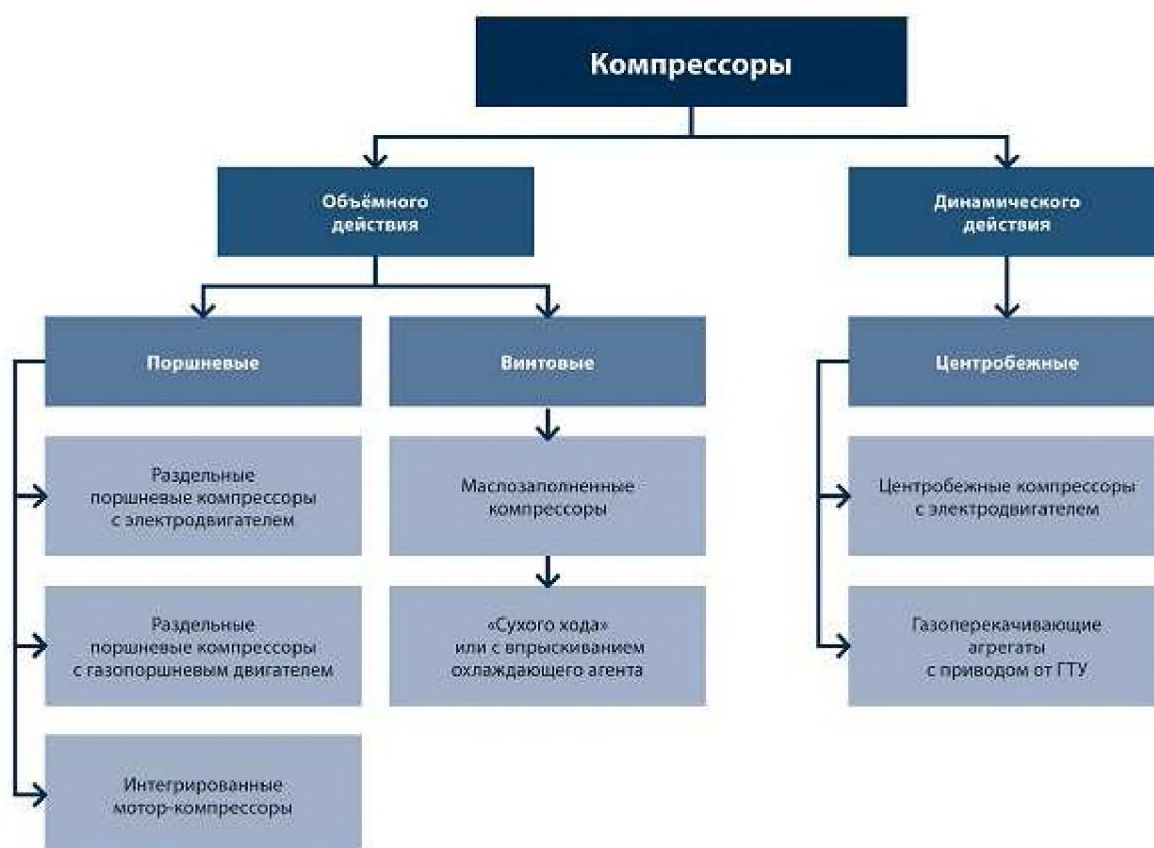 Компрессоры
Объёмного
действия
Динамического
действия
Поршневые
Винтовые
Центробежные
Раздельные
поршневые компрессоры
с электродвигателем
Маслозаполненные
компрессоры
Центробежные компрессоры
с электродвигателем
Раздельные
поршневые компрессоры
с газопоршневым двигателем
«Сухого хода»
или с впрыскиванием
охлаждающего агента
Газоперекачивающие
агрегаты
с приводом от ГТУ
Интегрированные
мотор-компрессоры